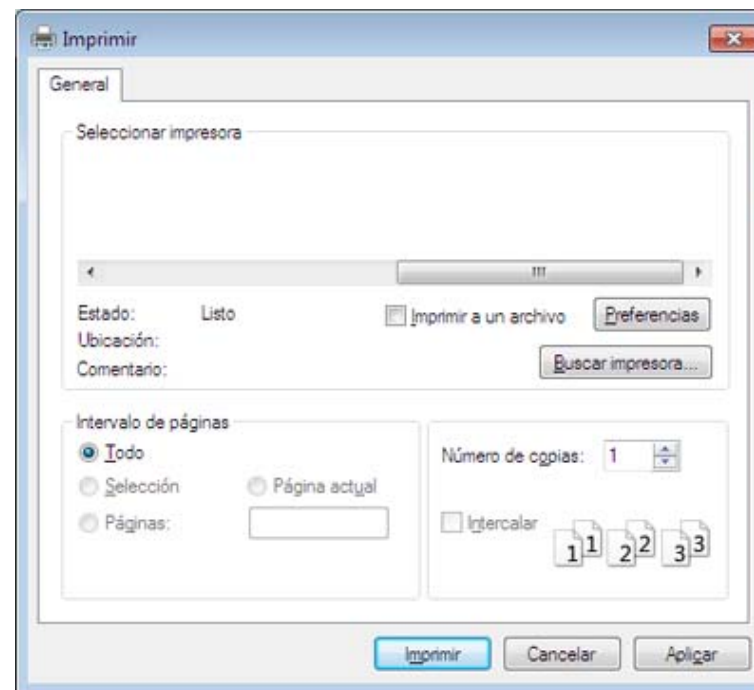 Imprimir
General
Seleccionar impresora
Estado: Listo
Imprimir a un archivo
Preferencias
Ubicación:
Comentario:
Buscar impresora...
Intervalo de páginas
Todo
Selección
Página actual
Páginas:
Número de copias: 1
Intercalar
1 1 2 2 3 3
Imprimir
Cancelar
Aplicar